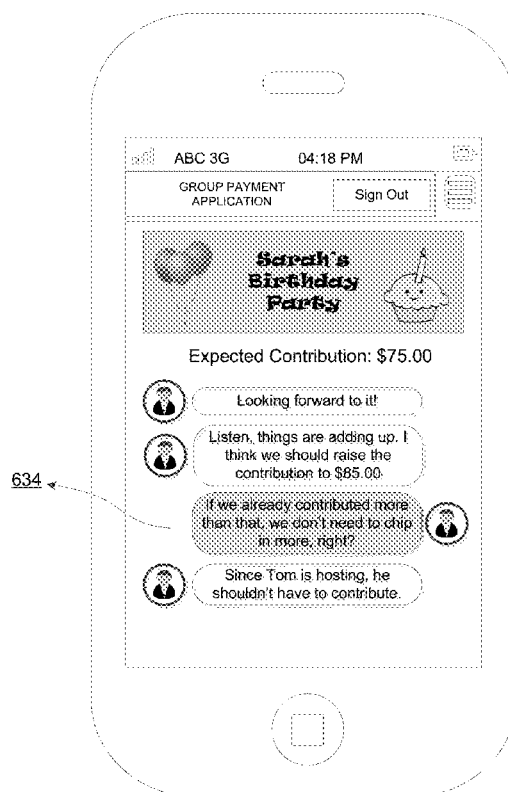 ABC 3G 04:18 PM
GROUP PAYMENT
APPLICATION
Sign Out
Sarah's
Birthday
Party
Expected Contribution: $75.00
Looking forward to it!
Listen, things are adding up. I
think we should raise the
contribution to $85.00.
If we already contributed more
than that, we don't need to chip
in more, right?
634
Since Tom is hosting, he
shouldn't have to contribute.